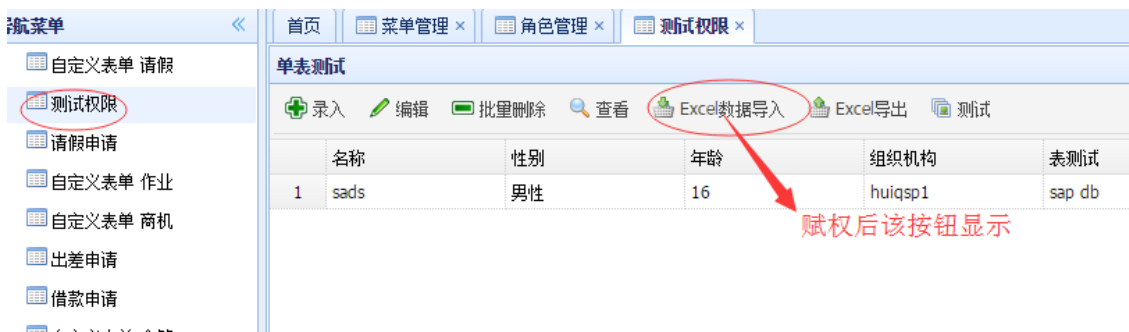 导航菜单
自定义表单 请假
测试权限
请假申请
自定义表单 作业
自定义表单 商机
出差申请
借款申请
首页 菜单管理 × 角色管理 × 测试权限 ×
单表测试
录入 编辑 批量删除 查看 Excel数据导入 Excel导出 测试
名称 性别 年龄 组织机构 表测试
1 sads 男性 16 huiqsp1 sap db
赋权后该按钮显示